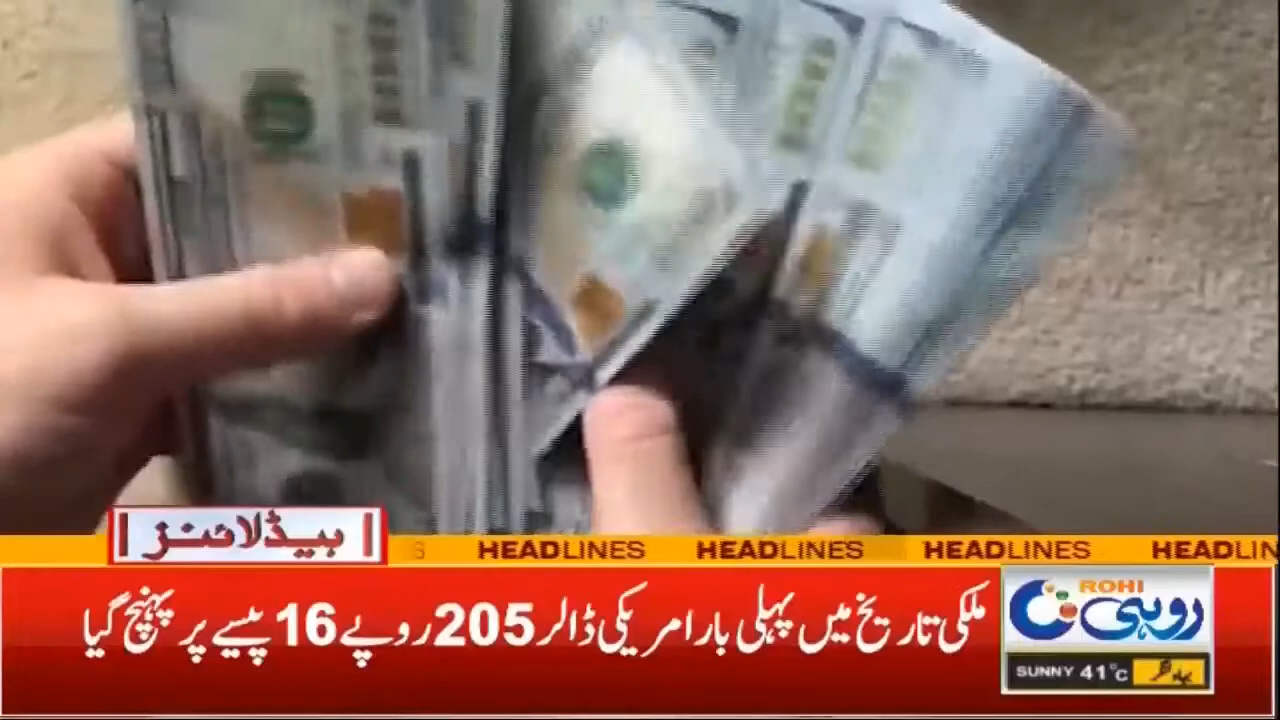 ہیڈلائنز
HEADLINES HEADLINES HEADLINES HEADLIN
ملکی تاریخ میں پہلی بار امریکی ڈالر 205 روپے 16 پیسے پر پہنچ گیا
ROHI
روہی
SUNNY 41°C